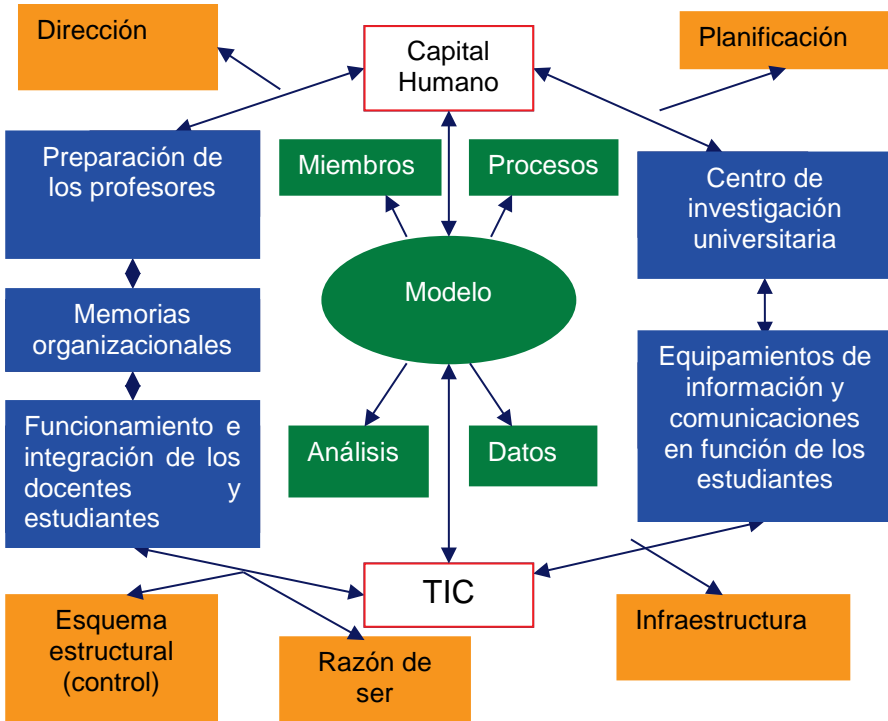 Dirección
Capital
Humano
Planificación
Preparación de
los profesores
Miembros
Procesos
Centro de
investigación
universitaria
Modelo
Memorias
organizacionales
Equipamientos de
información y
comunicaciones
en función de los
estudiantes
Funcionamiento e
integración de los
docentes y
estudiantes
Análisis
Datos
TIC
Esquema
estructural
(control)
Razón de
ser
Infraestructura